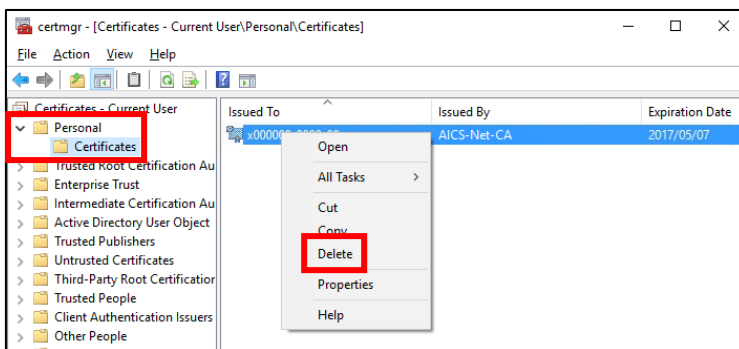 certmgr - [Certificates - Current User\Personal\Certificates]
File Action View Help
Certificates - Current User
Personal
Certificates
Trusted Root Certification Au
Enterprise Trust
Intermediate Certification Au
Active Directory User Object
Trusted Publishers
Untrusted Certificates
Third-Party Root Certification
Trusted People
Client Authentication Issuers
Other People
Issued To Issued By Expiration Date
AICS-Net-CA 2017/05/07
Open
All Tasks
Cut
Copy
Delete
Properties
Help